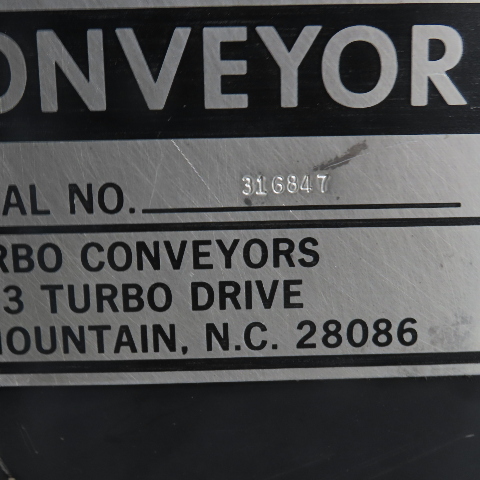 ONVEYOR
AL NO. 316847
RBO CONVEYORS
3 TURBO DRIVE
MOUNTAIN, N.C. 28086